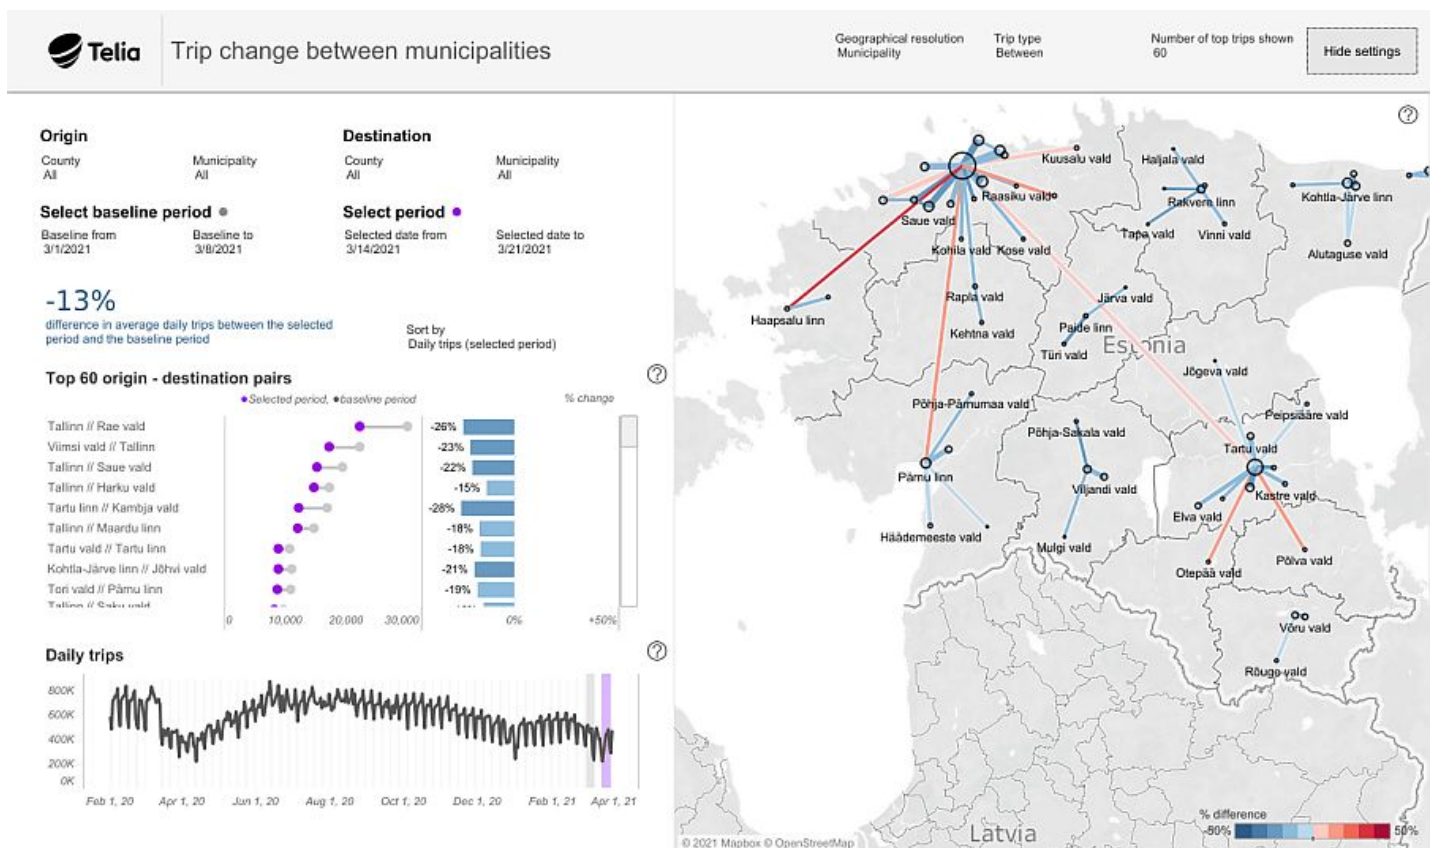 Telia
Trip change between municipalities
Geographical resolution
Municipality
Trip type
Between
Number of top trips shown
60
Hide settings
Origin
County
All
Municipality
All
Destination
County
All
Municipality
All
Select baseline period
Baseline from
3/1/2021
Baseline to
3/8/2021
Select period
Selected date from
3/14/2021
Selected date to
3/21/2021
-13%
difference in average daily trips between the selected
period and the baseline period
Sort by
Daily trips (selected period)
Top 60 origin - destination pairs
?
Selected period, baseline period
% change
Tallinn // Rae vald -26%
Viimsi vald // Tallinn -23%
Tallinn // Saue vald -22%
Tallinn // Harku vald -15%
Tartu linn // Kambja vald -28%
Tallinn // Maardu linn -18%
Tartu vald // Tartu linn -18%
Kohtla-Järve linn // Jõhvi vald -21%
Tori vald // Pärnu linn -19%
Tallinn // Saku vald
0 10,000 20,000 30,000 0% +50%
Daily trips
?
800K
600K
400K
200K
0K
Feb 1, 20 Apr 1, 20 Jun 1, 20 Aug 1, 20 Oct 1, 20 Dec 1, 20 Feb 1, 21 Apr 1, 21
?
Kuusalu vald
Haljala vald
Raasiku vald
Rakvere linn
Kohtla-Järve linn
Saue vald
Tapa vald
Vinni vald
Kohila vald
Kose vald
Alutaguse vald
Rapla vald
Järva vald
Haapsalu linn
Kehtna vald
Paide linn
Türi vald
Estonia
Jõgeva vald
Põhja-Pärnumaa vald
Peipsiääre vald
Põhja-Sakala vald
Tartu vald
Pärnu linn
Viljandi vald
Kastre vald
Elva vald
Häädemeeste vald
Mulgi vald
Otepää vald
Põlva vald
Võru vald
Rõuge vald
Latvia
% difference
-50% 50%
© 2021 Mapbox © OpenStreetMap